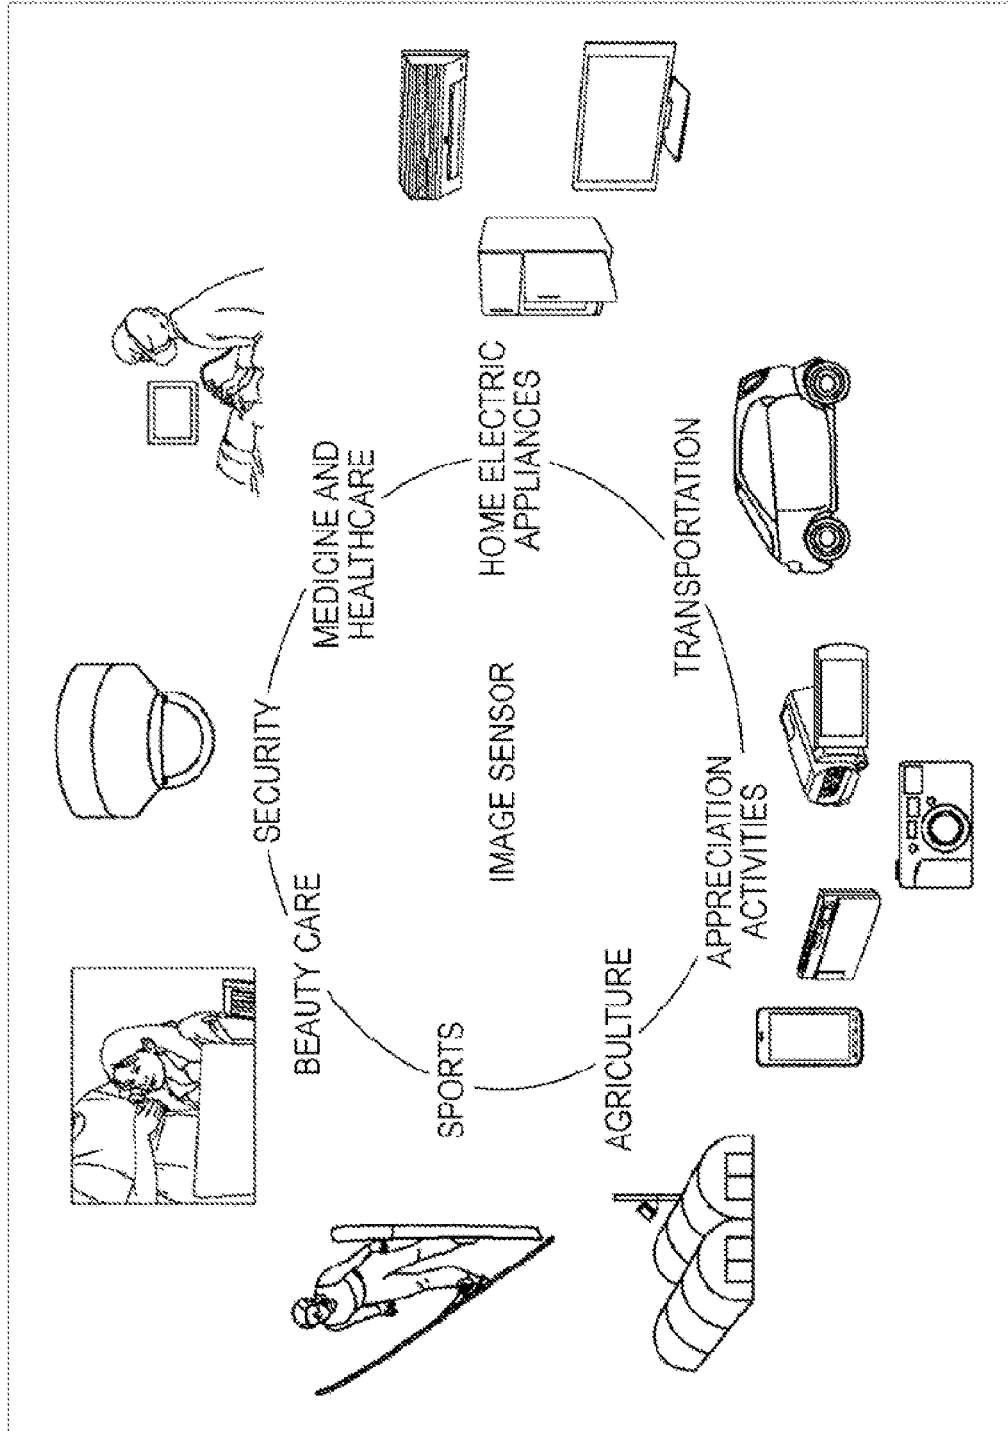 SECURITY
BEAUTY CARE
MEDICINE AND
HEALTHCARE
SPORTS
IMAGE SENSOR
HOME ELECTRIC
APPLIANCES
AGRICULTURE
TRANSPORTATION
APPRECIATION
ACTIVITIES